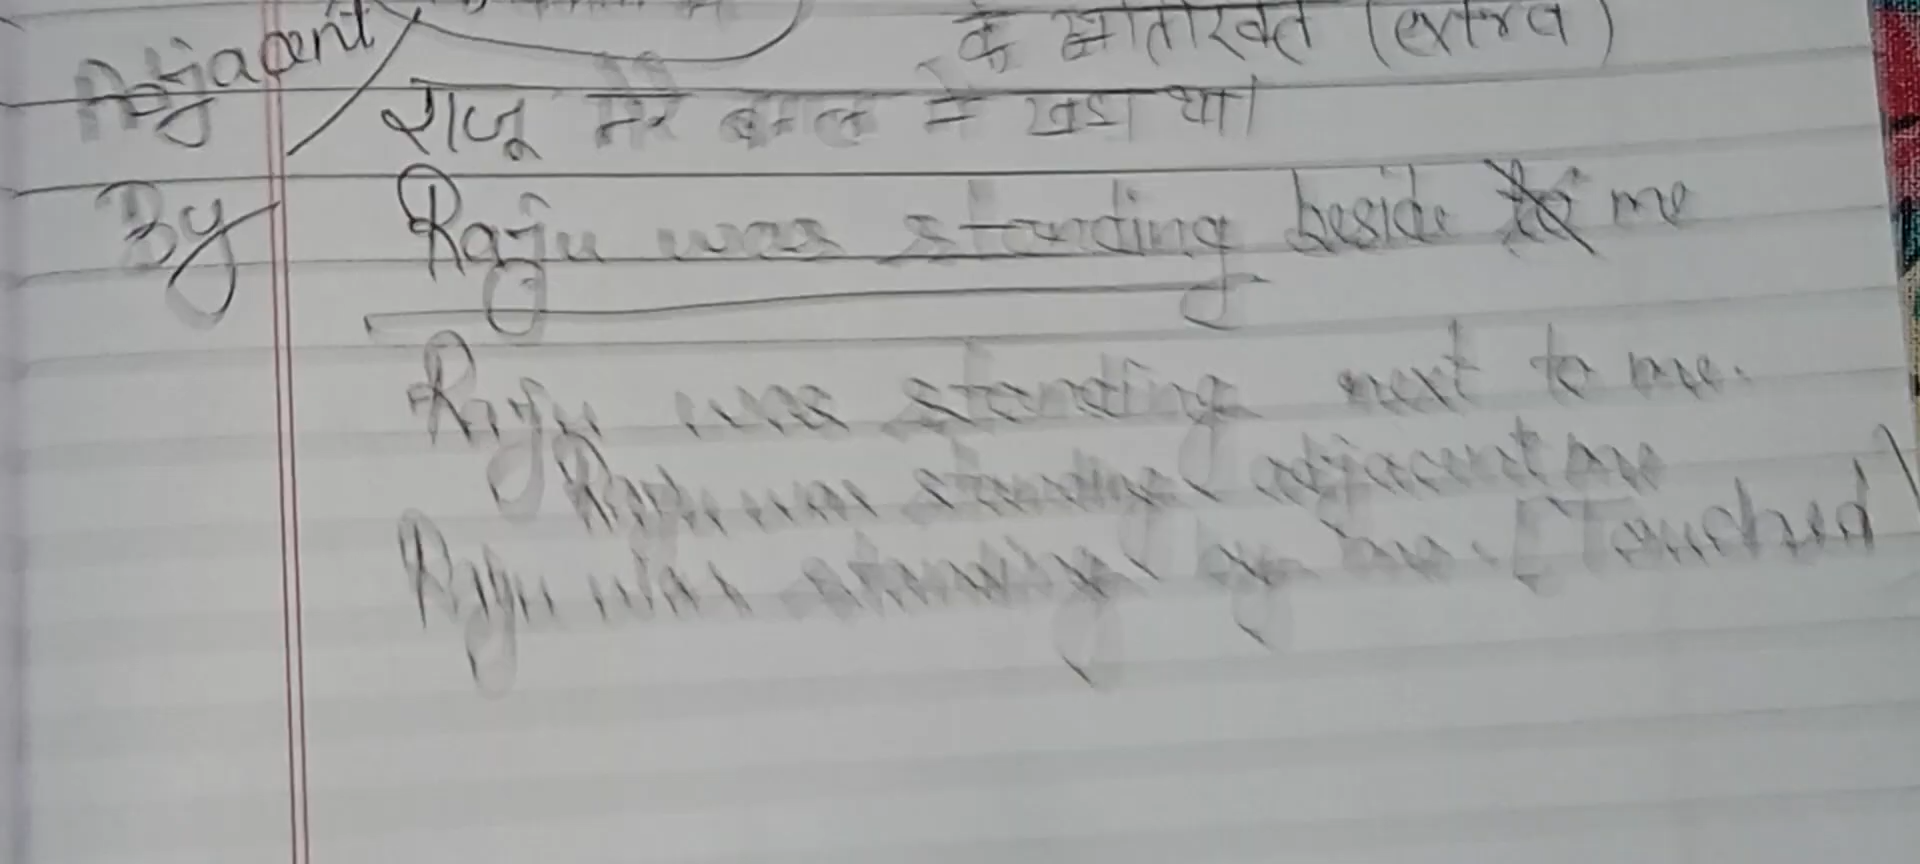 के अतिरिक्त (extra)
Adjacent
राजू मेरे बगल में खडा था।
By Raju was standing beside me
Raju was standing next to me.
Raju was standing adjacent me
Raju was standing by me. [Touched]